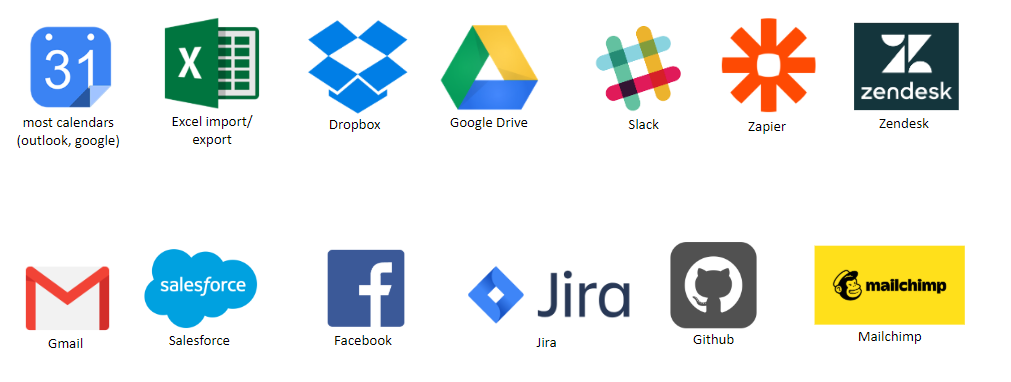 31
X
zendesk
most calendars
(outlook, google)
Excel import/
export
Dropbox
Google Drive
Slack
Zapier
Zendesk
salesforce
f
Jira
mailchimp
Gmail
Salesforce
Facebook
Jira
Github
Mailchimp